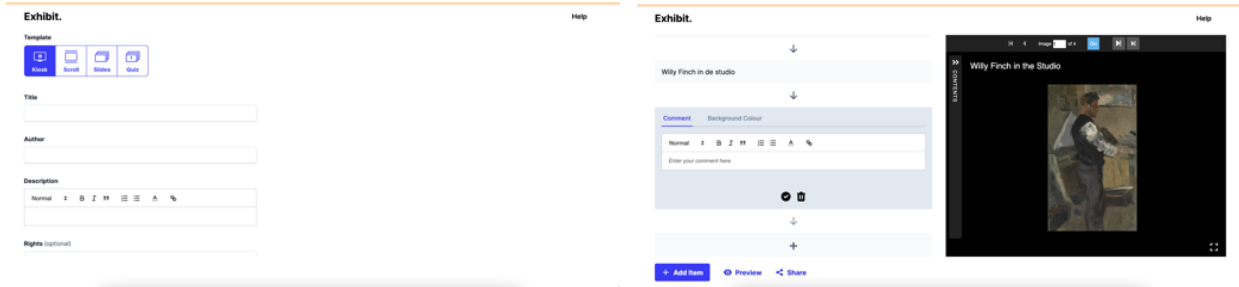 Exhibit.
Help
Template
Kiosk Scroll Slides Quiz
Title
Author
Description
Normal B I
Rights (optional)
Exhibit.
Help
Willy Finch in de studio
Comment Background Colour
Normal B I
Enter your comment here
+ Add Item Preview Share
Image of 4 Go
CONTENTS
Willy Finch in the Studio